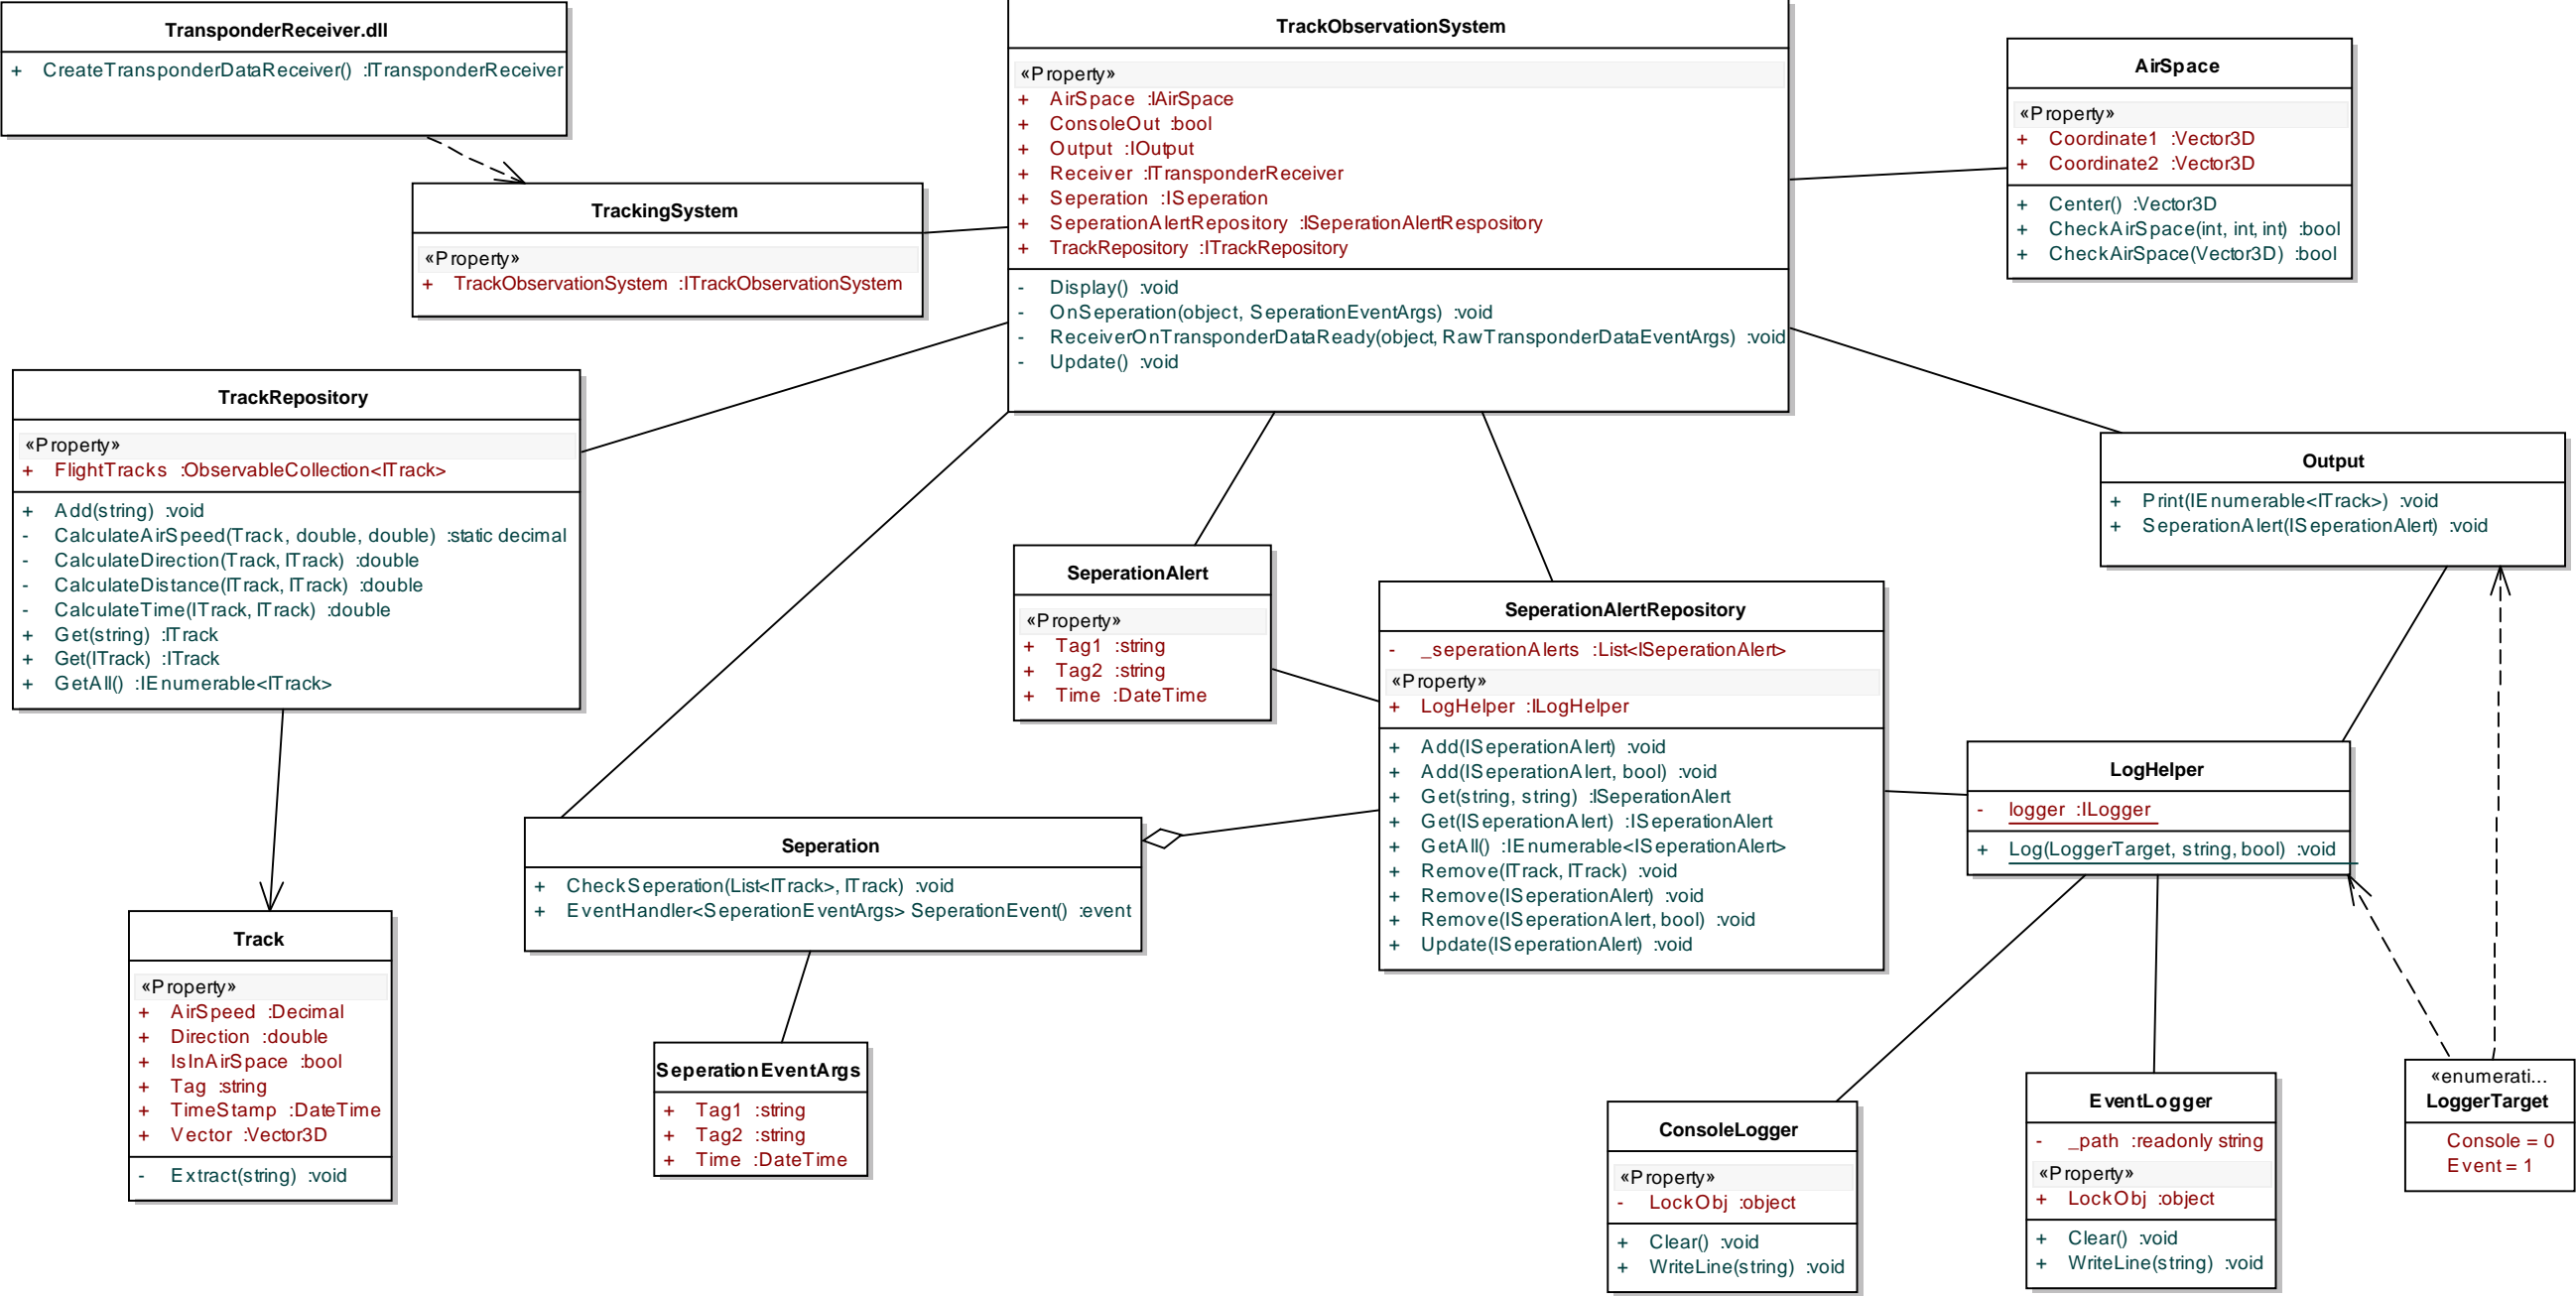 TransponderReceiver.dll
+ CreateTransponderDataReceiver() :ITransponderReceiver
TrackObservationSystem
«Property»
+ AirSpace :IAirSpace
+ ConsoleOut :bool
+ Output :IOutput
+ Receiver :ITransponderReceiver
+ Seperation :ISeperation
+ SeperationAlertRepository :ISeperationAlertRespository
+ TrackRepository :ITrackRepository
- Display() :void
- OnSeperation(object, SeperationEventArgs) :void
- ReceiverOnTransponderDataReady(object, RawTransponderDataEventArgs) :void
- Update() :void
AirSpace
«Property»
+ Coordinate1 :Vector3D
+ Coordinate2 :Vector3D
+ Center() :Vector3D
+ CheckAirSpace(int, int, int) :bool
+ CheckAirSpace(Vector3D) :bool
TrackingSystem
«Property»
+ TrackObservationSystem :ITrackObservationSystem
TrackRepository
«Property»
+ FlightTracks :ObservableCollection<ITrack>
+ Add(string) :void
- CalculateAirSpeed(Track, double, double) :static decimal
- CalculateDirection(Track, ITrack) :double
- CalculateDistance(ITrack, ITrack) :double
- CalculateTime(ITrack, ITrack) :double
+ Get(string) :ITrack
+ Get(ITrack) :ITrack
+ GetAll() :IEnumerable<ITrack>
Output
+ Print(IEnumerable<ITrack>) :void
+ SeperationAlert(ISeperationAlert) :void
SeperationAlert
«Property»
+ Tag1 :string
+ Tag2 :string
+ Time :DateTime
SeperationAlertRepository
- _seperationAlerts :List<ISeperationAlert>
«Property»
+ LogHelper :ILogHelper
+ Add(ISeperationAlert) :void
+ Add(ISeperationAlert, bool) :void
+ Get(string, string) :ISeperationAlert
+ Get(ISeperationAlert) :ISeperationAlert
+ GetAll() :IEnumerable<ISeperationAlert>
+ Remove(ITrack, ITrack) :void
+ Remove(ISeperationAlert) :void
+ Remove(ISeperationAlert, bool) :void
+ Update(ISeperationAlert) :void
LogHelper
- logger :ILogger
+ Log(LoggerTarget, string, bool) :void
Seperation
+ CheckSeperation(List<ITrack>, ITrack) :void
+ EventHandler<SeperationEventArgs> SeperationEvent() :event
Track
«Property»
+ AirSpeed :Decimal
+ Direction :double
+ IsInAirSpace :bool
+ Tag :string
+ TimeStamp :DateTime
+ Vector :Vector3D
- Extract(string) :void
SeperationEventArgs
+ Tag1 :string
+ Tag2 :string
+ Time :DateTime
ConsoleLogger
«Property»
- LockObj :object
+ Clear() :void
+ WriteLine(string) :void
EventLogger
- _path :readonly string
«Property»
+ LockObj :object
+ Clear() :void
+ WriteLine(string) :void
«enumerati...
LoggerTarget
Console = 0
Event = 1